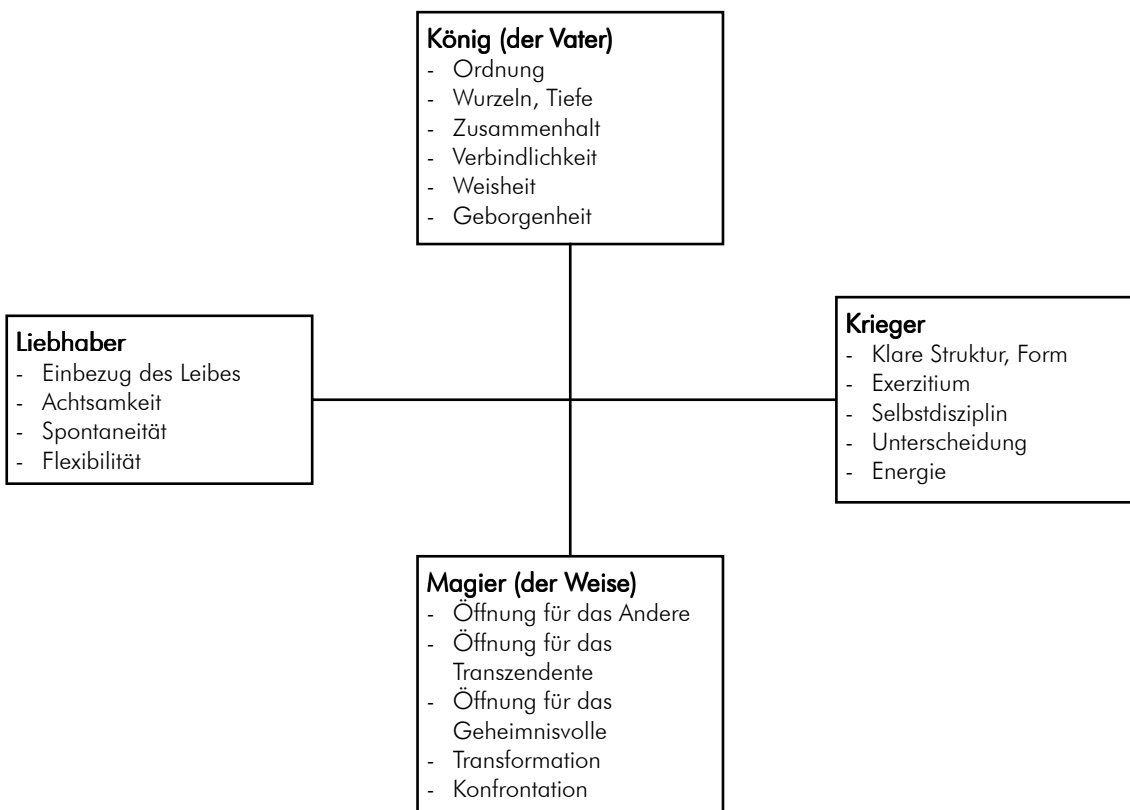 König (der Vater)
- Ordnung
- Wurzeln, Tiefe
- Zusammenhalt
- Verbindlichkeit
- Weisheit
- Geborgenheit
Liebhaber
- Einbezug des Leibes
- Achtsamkeit
- Spontaneität
- Flexibilität
Krieger
- Klare Struktur, Form
- Exerzitium
- Selbstdisziplin
- Unterscheidung
- Energie
Magier (der Weise)
- Öffnung für das Andere
- Öffnung für das
Transzendente
- Öffnung für das
Geheimnisvolle
- Transformation
- Konfrontation